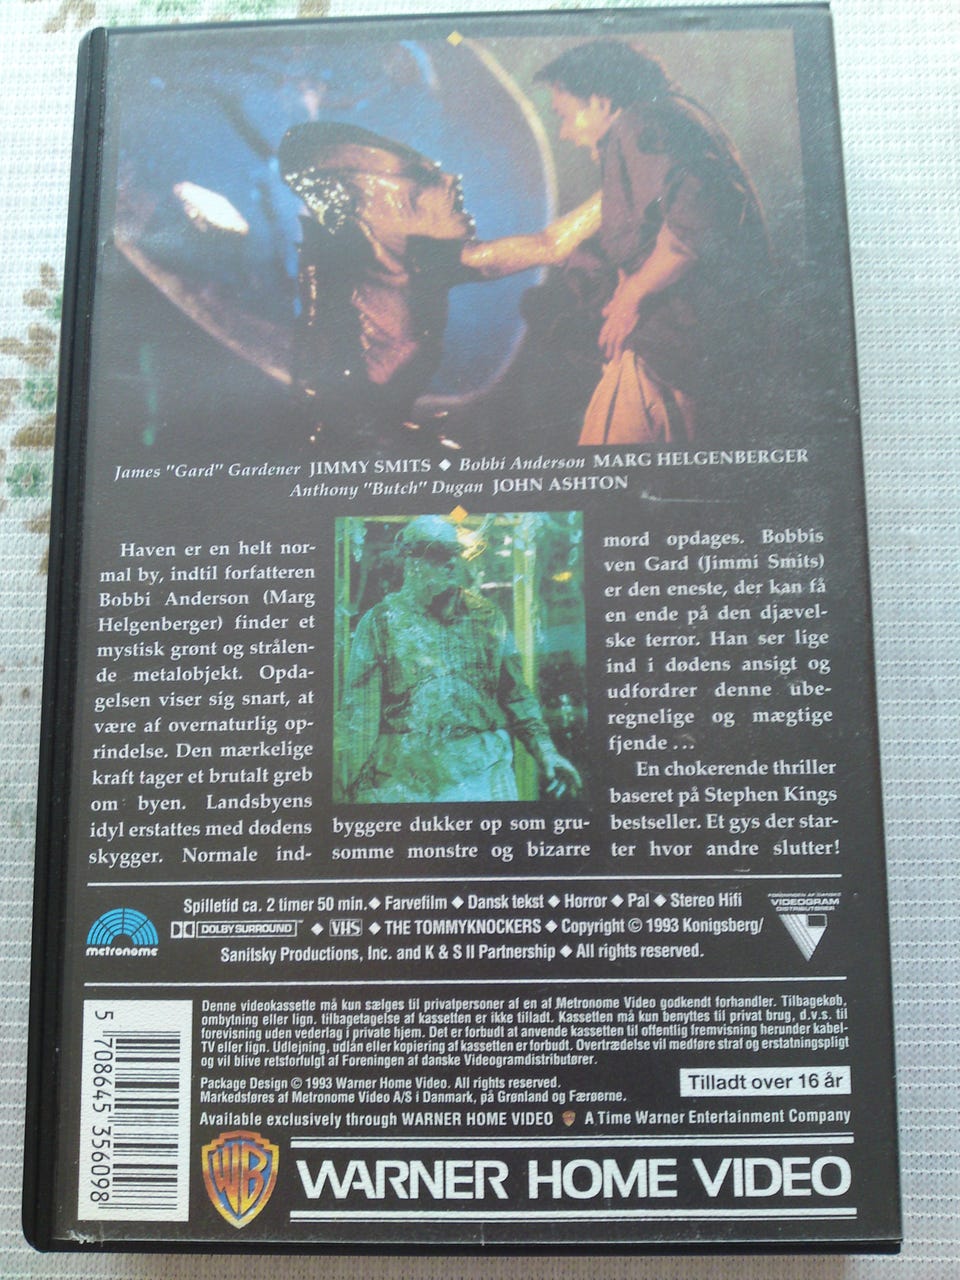 James "Gard" Gardener JIMMY SMITS ◆ Bobbi Anderson MARG HELGENBERGER
Anthony "Butch" Dugan JOHN ASHTON
Haven er en helt nor-
mal by, indtil forfatteren
Bobbi Anderson (Marg
Helgenberger) finder et
mystisk grønt og strålen-
de metalobjekt. Opda-
gelsen viser sig snart, at
være af overnaturlig op-
rindelse. Den mærkelige
kraft tager et brutalt greb
om byen. Landsbyens
idyl erstattes med dødens
skygger. Normale ind-
byggere dukker op som gru-
somme monstre og bizarre
mord opdages. Bobbis
ven Gard (Jimmi Smits)
er den eneste, der kan få
en ende på den djævel-
ske terror. Han ser lige
ind i dødens ansigt og
udfordrer denne ube-
regnelige og mægtige
fjende ...
En chokerende thriller
baseret på Stephen Kings
bestseller. Et gys der star-
ter hvor andre slutter!
metronome
Spilletid ca. 2 timer 50 min. ◆ Farvefilm ◆ Dansk tekst ◆ Horror ◆ Pal ◆ Stereo Hifi
DOLBY SURROUND ◆ VHS ◆ THE TOMMYKNOCKERS ◆ Copyright © 1993 Konigsberg/
Sanitsky Productions, Inc. and K & S II Partnership ◆ All rights reserved.
FORENINGEN AF DANSKE
VIDEOGRAM
DISTRIBUTØRER
Denne videokassette må kun sælges til privatpersoner af en af Metronome Video godkendt forhandler. Tilbagekøb,
ombytning eller lign. tilbagetagelse af kassetten er ikke tilladt. Kassetten må kun benyttes til privat brug, d.v.s. til
forevisning uden vederlag i private hjem. Det er forbudt at anvende kassetten til offentlig fremvisning herunder kabel-
TV eller lign. Udlejning, udlån eller kopiering af kassetten er forbudt. Overtrædelse vil medføre straf og erstatningspligt
og vil blive retsforfulgt af Foreningen af danske Videogramdistributører.
Package Design © 1993 Warner Home Video. All rights reserved.
Markedsføres af Metronome Video A/S i Danmark, på Grønland og Færøerne.
Tilladt over 16 år
Available exclusively through WARNER HOME VIDEO A Time Warner Entertainment Company
WB WARNER HOME VIDEO
5 708645 356098